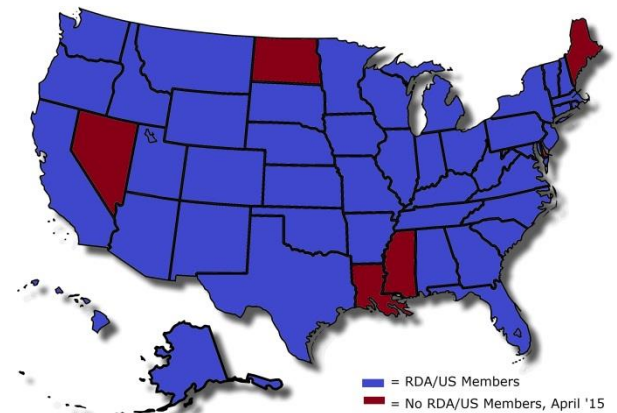 = RDA/US Members
= No RDA/US Members, April '15